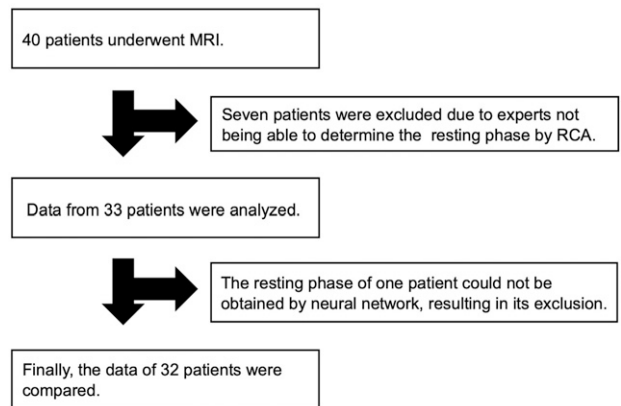 40 patients underwent MRI.
Seven patients were excluded due to experts not
being able to determine the resting phase by RCA.
Data from 33 patients were analyzed.
The resting phase of one patient could not be
obtained by neural network, resulting in its exclusion.
Finally, the data of 32 patients were
compared.